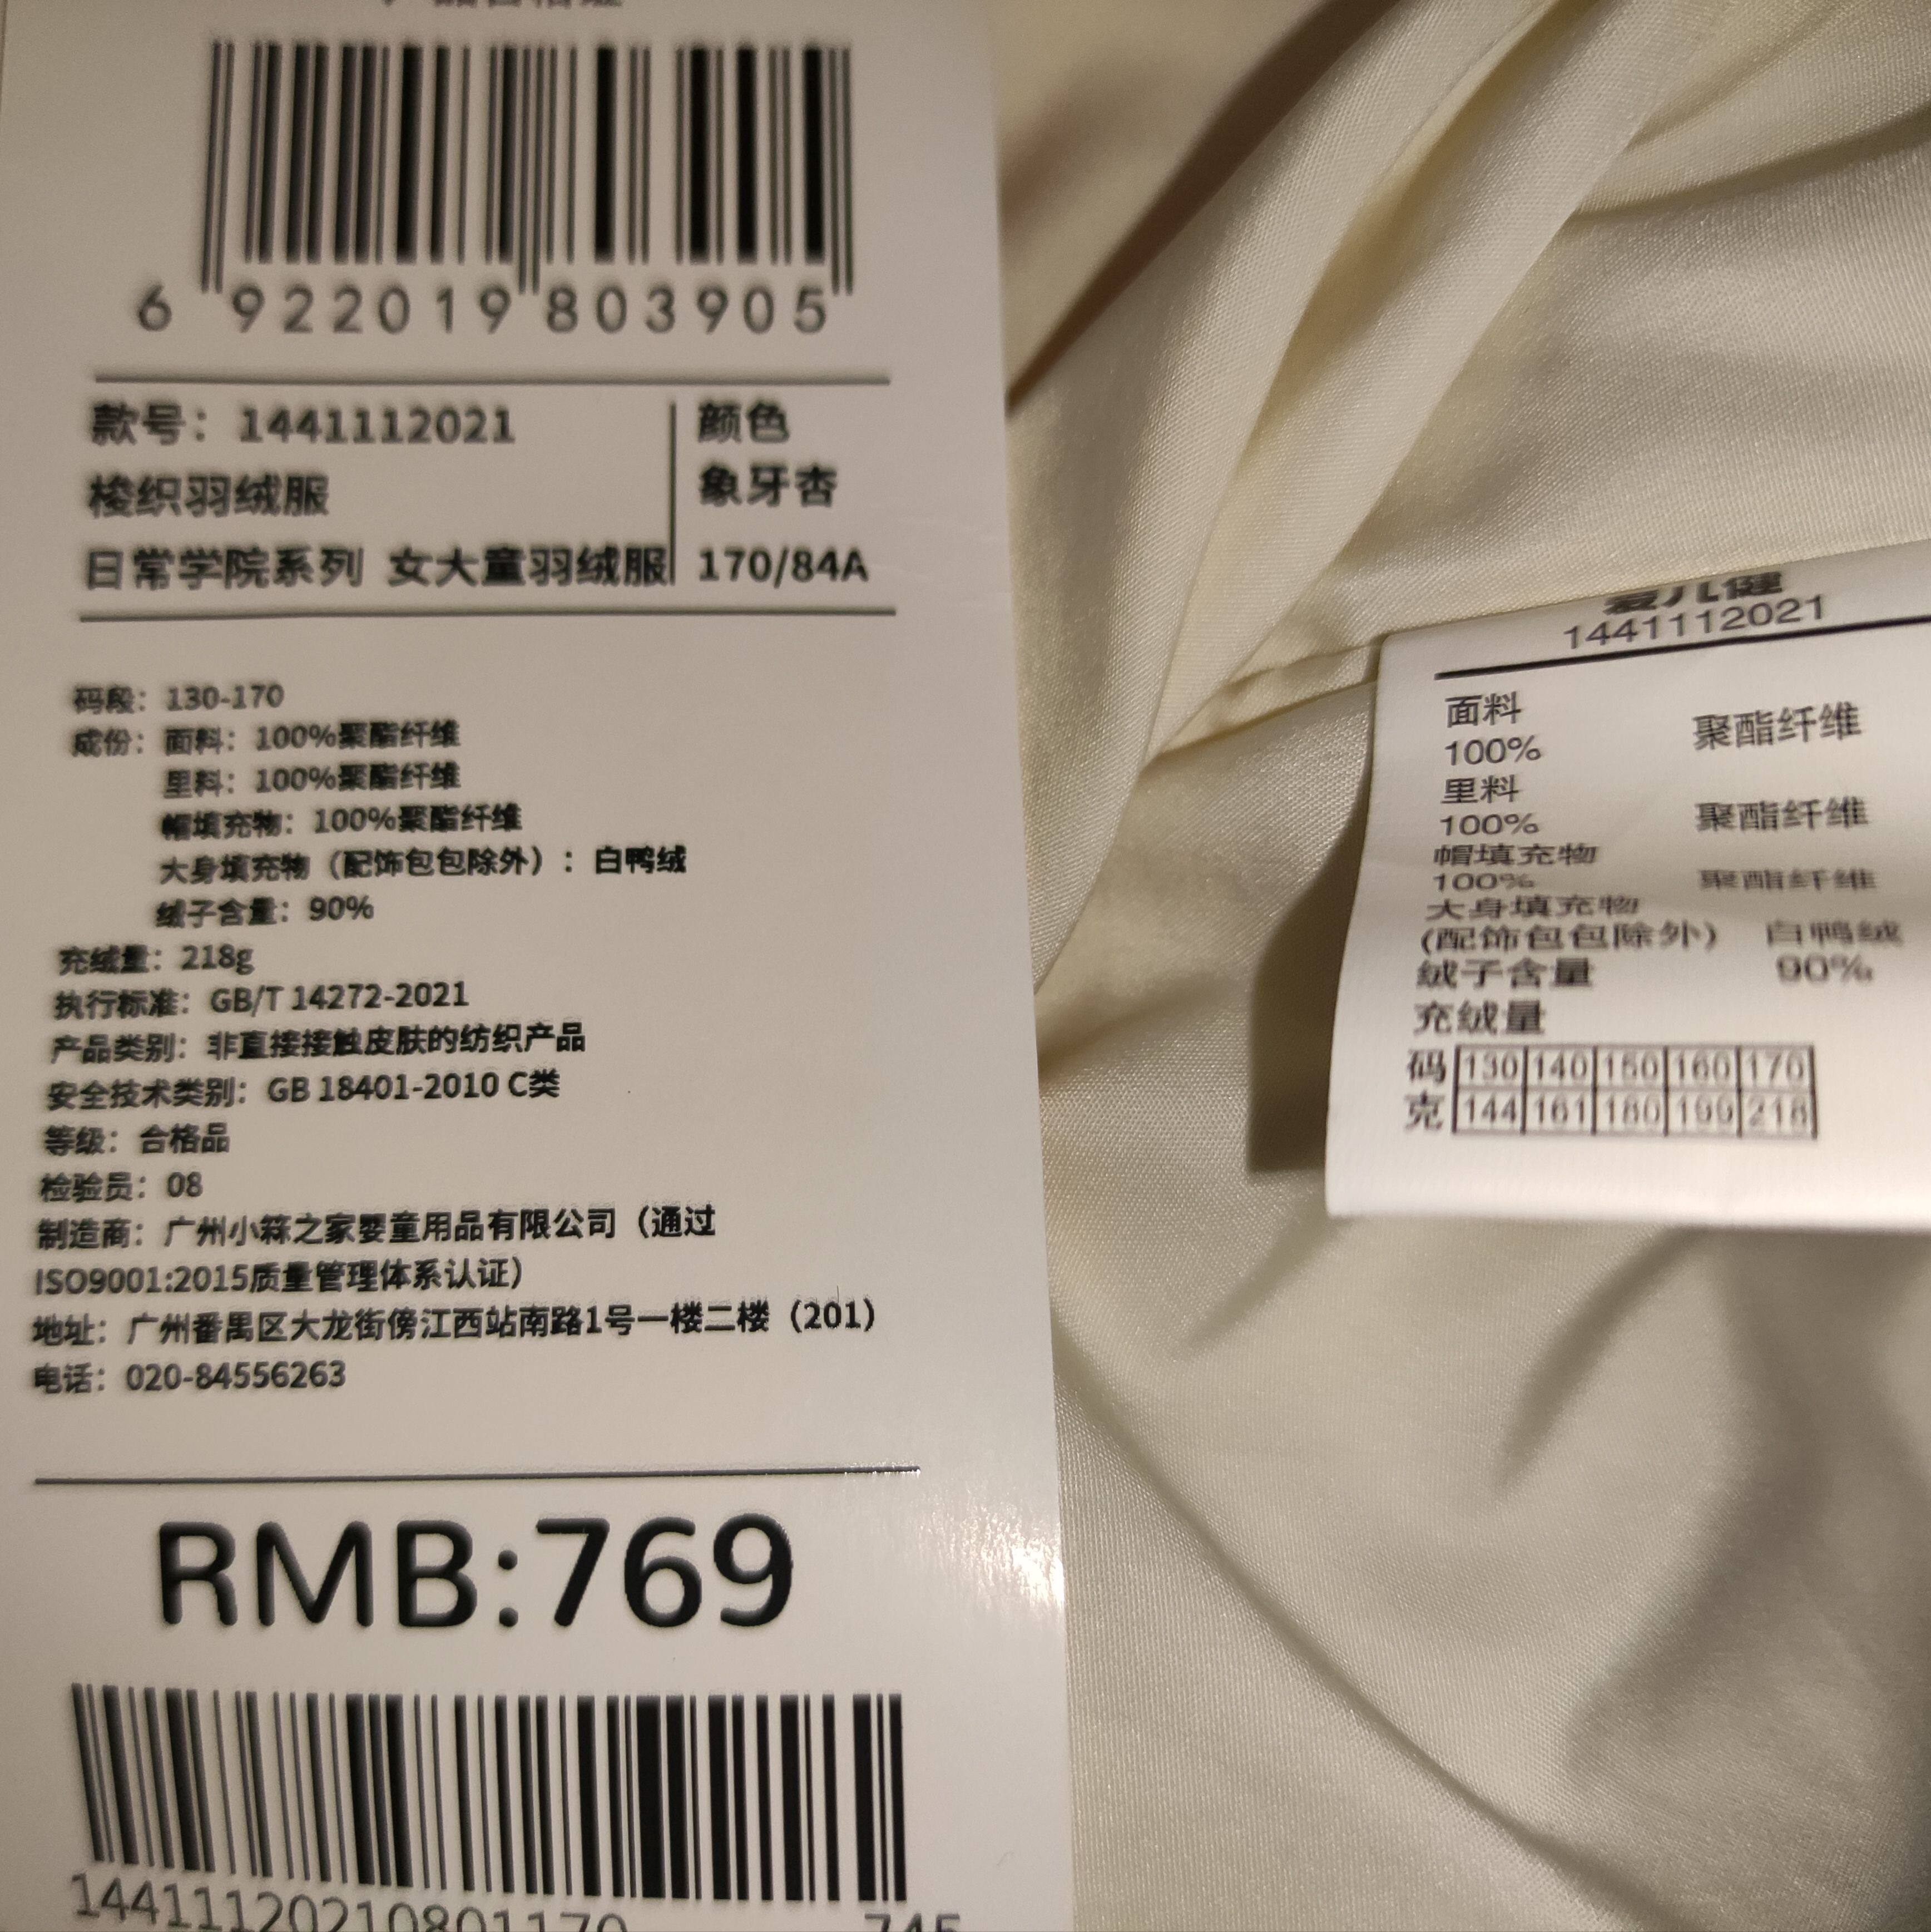 6 922019 803905
款号：1441112021
颜色
梭织羽绒服
象牙杏
日常学院系列 女大童羽绒服
170/84A
码段：130-170
成份：面料：100%聚酯纤维
里料：100%聚酯纤维
帽填充物：100%聚酯纤维
大身填充物（配饰包包除外）：白鸭绒
绒子含量：90%
充绒量：218g
执行标准：GB/T 14272-2021
产品类别：非直接接触皮肤的纺织产品
安全技术类别：GB 18401-2010 C类
等级：合格品
检验员：08
制造商：广州小箖之家婴童用品有限公司（通过
ISO9001:2015质量管理体系认证）
地址：广州番禺区大龙街傍江西站南路1号一楼二楼（201）
电话：020-84556263
RMB:769
14411120210801170 745
爱儿健
1441112021
面料
100% 聚酯纤维
里料
100% 聚酯纤维
帽填充物
100% 聚酯纤维
大身填充物
(配饰包包除外) 白鸭绒
绒子含量 90%
充绒量
码 130 140 150 160 170
克 144 161 180 199 218